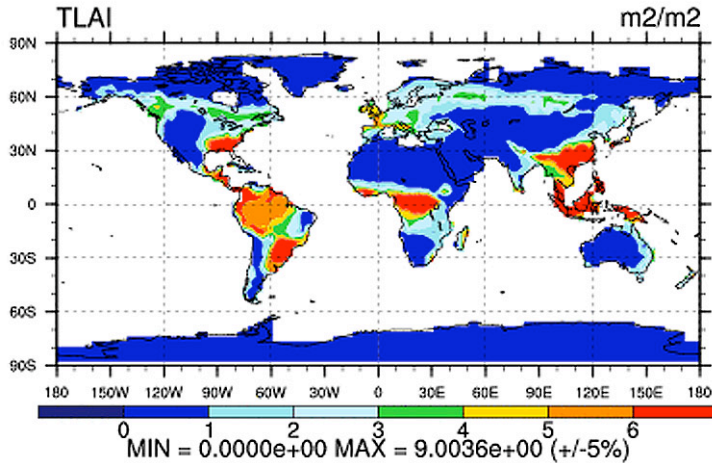 TLAI m2/m2
90N
60N
30N
0
30S
60S
90S
180 150W 120W 90W 60W 30W 0 30E 60E 90E 120E 150E 180
0 1 2 3 4 5 6
MIN = 0.0000e+00 MAX = 9.0036e+00 (+/-5%)